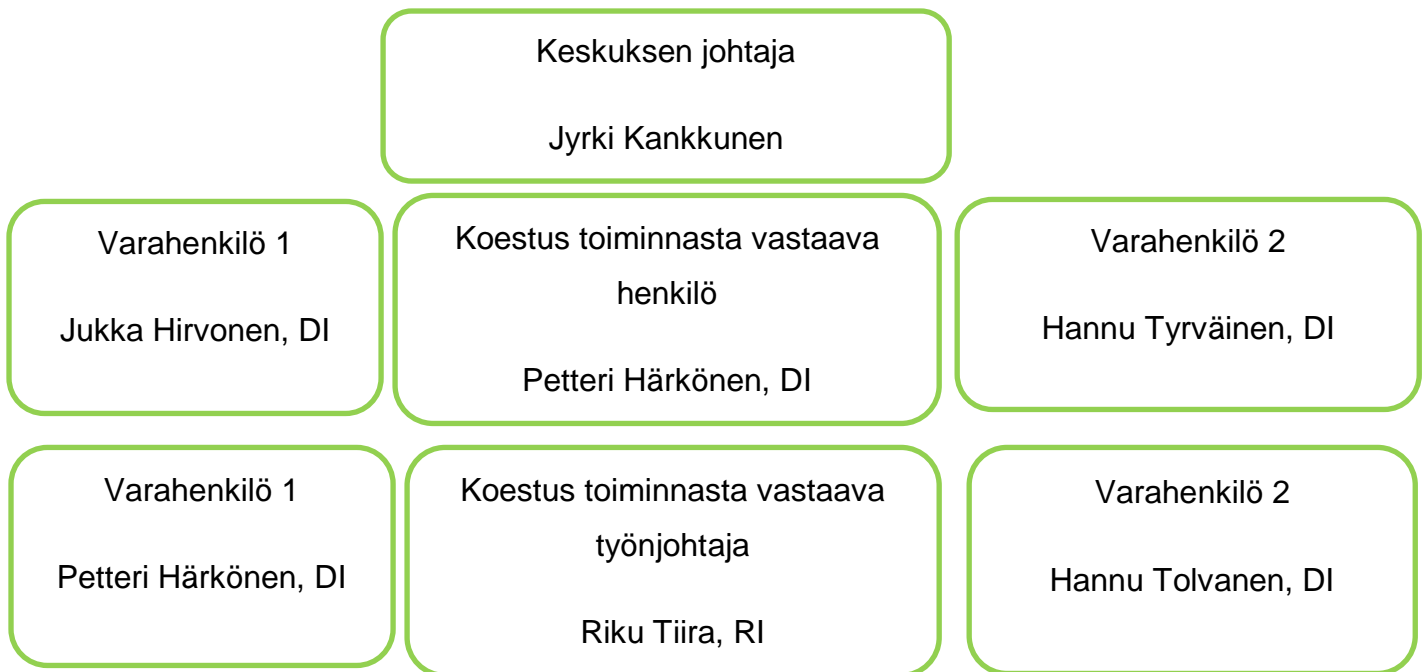 Keskuksen johtaja
Jyrki Kankkunen
Varahenkilö 1
Jukka Hirvonen, DI
Koestus toiminnasta vastaava
henkilö
Petteri Härkönen, DI
Varahenkilö 2
Hannu Tyrväinen, DI
Varahenkilö 1
Petteri Härkönen, DI
Koestus toiminnasta vastaava
työnjohtaja
Riku Tiira, RI
Varahenkilö 2
Hannu Tolvanen, DI